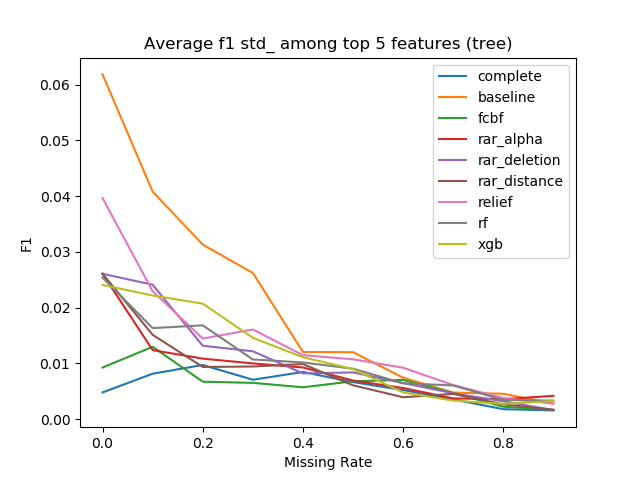 Average f1 std_ among top 5 features (tree)
F1
0.06
0.05
0.04
0.03
0.02
0.01
0.00
complete
baseline
fcbf
rar_alpha
rar_deletion
rar_distance
relief
rf
xgb
0.0 0.2 0.4 0.6 0.8
Missing Rate